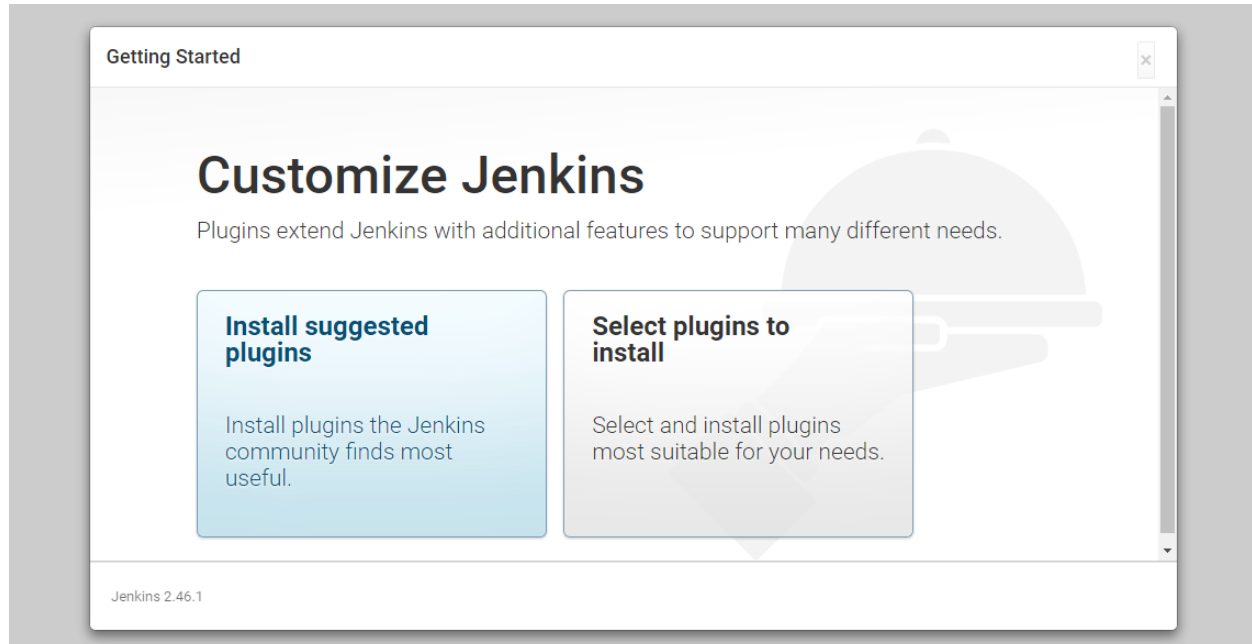 Getting Started
×
Customize Jenkins
Plugins extend Jenkins with additional features to support many different needs.
Install suggested
plugins
Install plugins the Jenkins
community finds most
useful.
Select plugins to
install
Select and install plugins
most suitable for your needs.
Jenkins 2.46.1